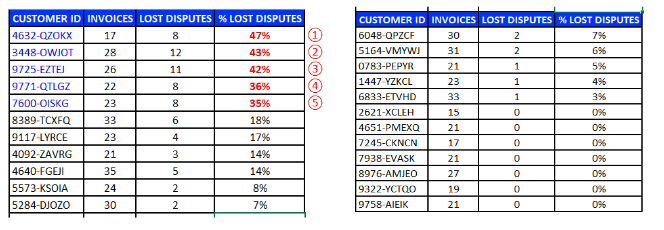 CUSTOMER ID INVOICES LOST DISPUTES % LOST DISPUTES
4632-QZOKX 17 8 47% ①
3448-OWJOT 28 12 43% ②
9725-EZTEJ 26 11 42% ③
9771-QTLGZ 22 8 36% ④
7600-OISKG 23 8 35% ⑤
8389-TCXFQ 33 6 18%
9117-LYRCE 23 4 17%
4092-ZAVRG 21 3 14%
4640-FGEJI 35 5 14%
5573-KSOIA 24 2 8%
5284-DJOZO 30 2 7%
CUSTOMER ID INVOICES LOST DISPUTES % LOST DISPUTES
6048-QPZCF 30 2 7%
5164-VMYWJ 31 2 6%
0783-PEPYR 21 1 5%
1447-YZKCL 23 1 4%
6833-ETVHD 33 1 3%
2621-XCLEH 15 0 0%
4651-PMEXQ 21 0 0%
7245-CKNCN 17 0 0%
7938-EVASK 21 0 0%
8976-AMJEO 27 0 0%
9322-YCTQO 19 0 0%
9758-AIEIK 21 0 0%